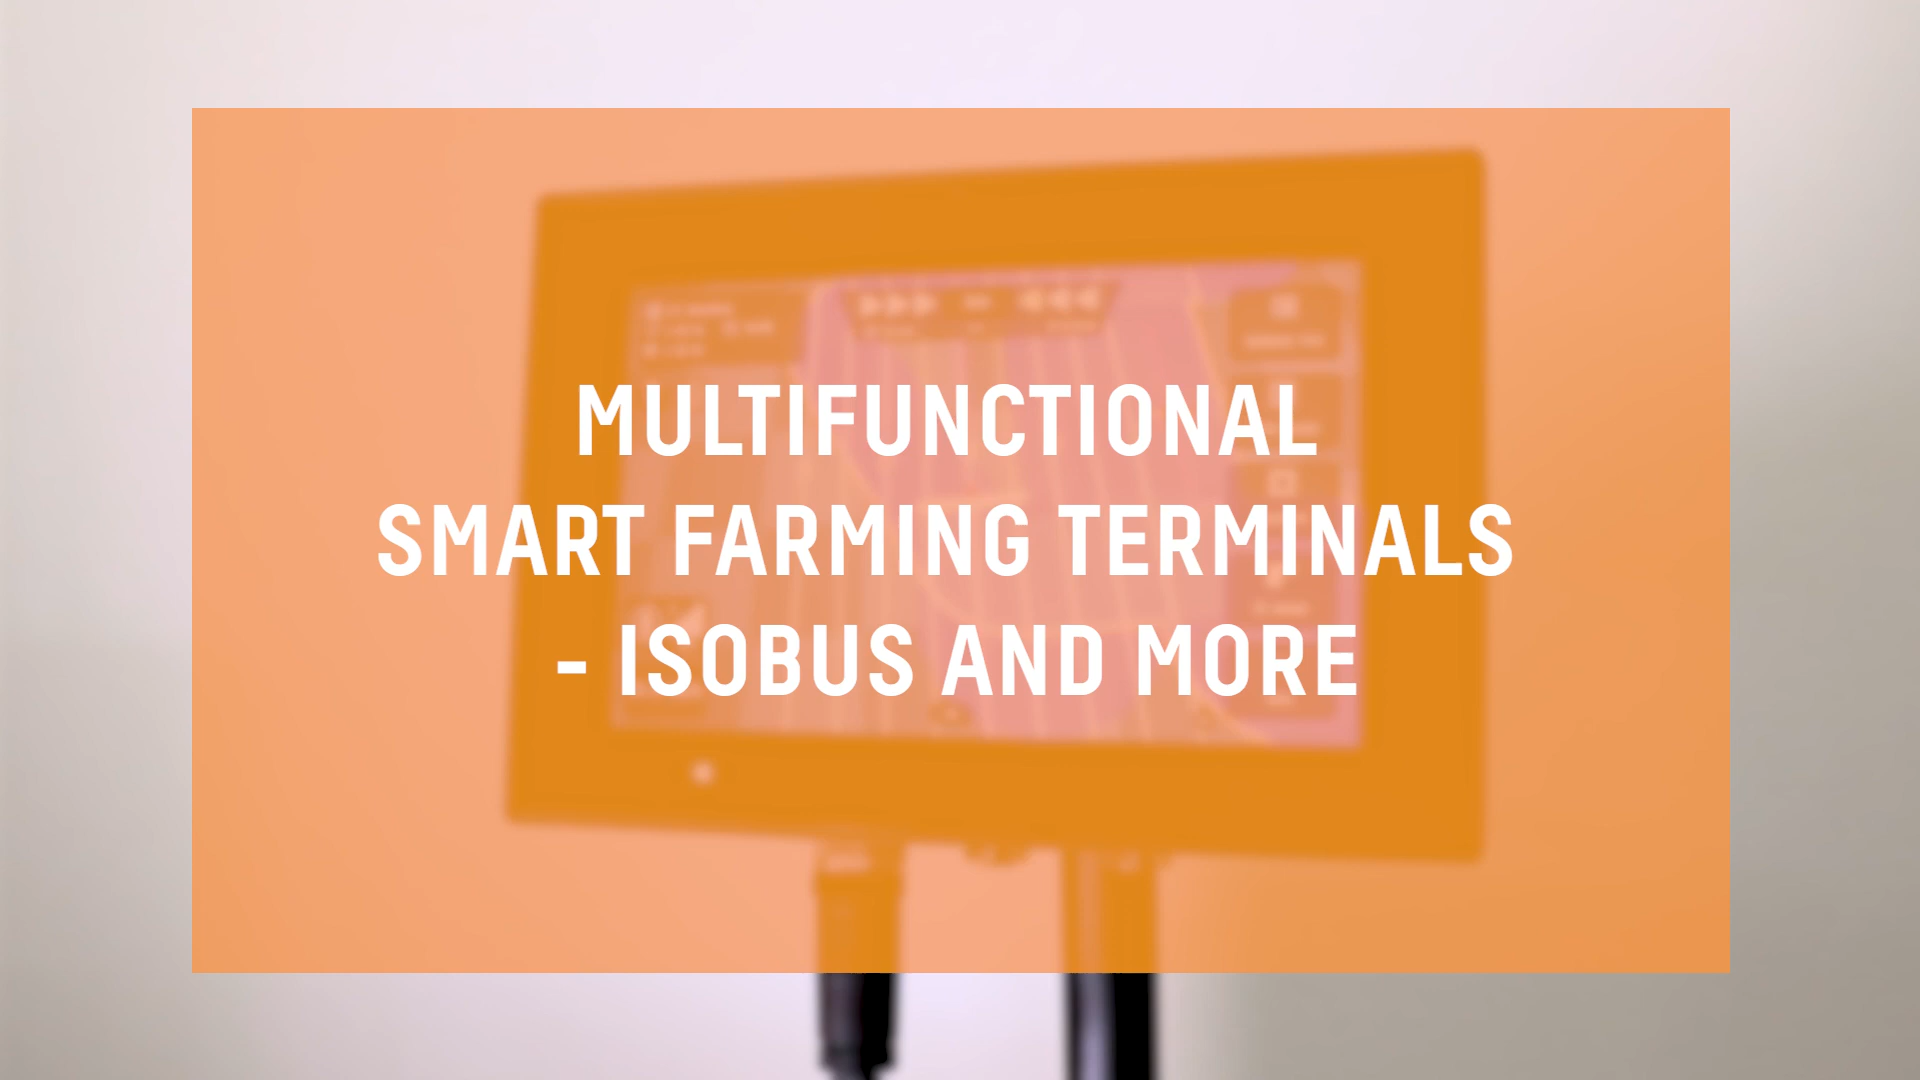 MULTIFUNCTIONAL
SMART FARMING TERMINALS
- ISOBUS AND MORE